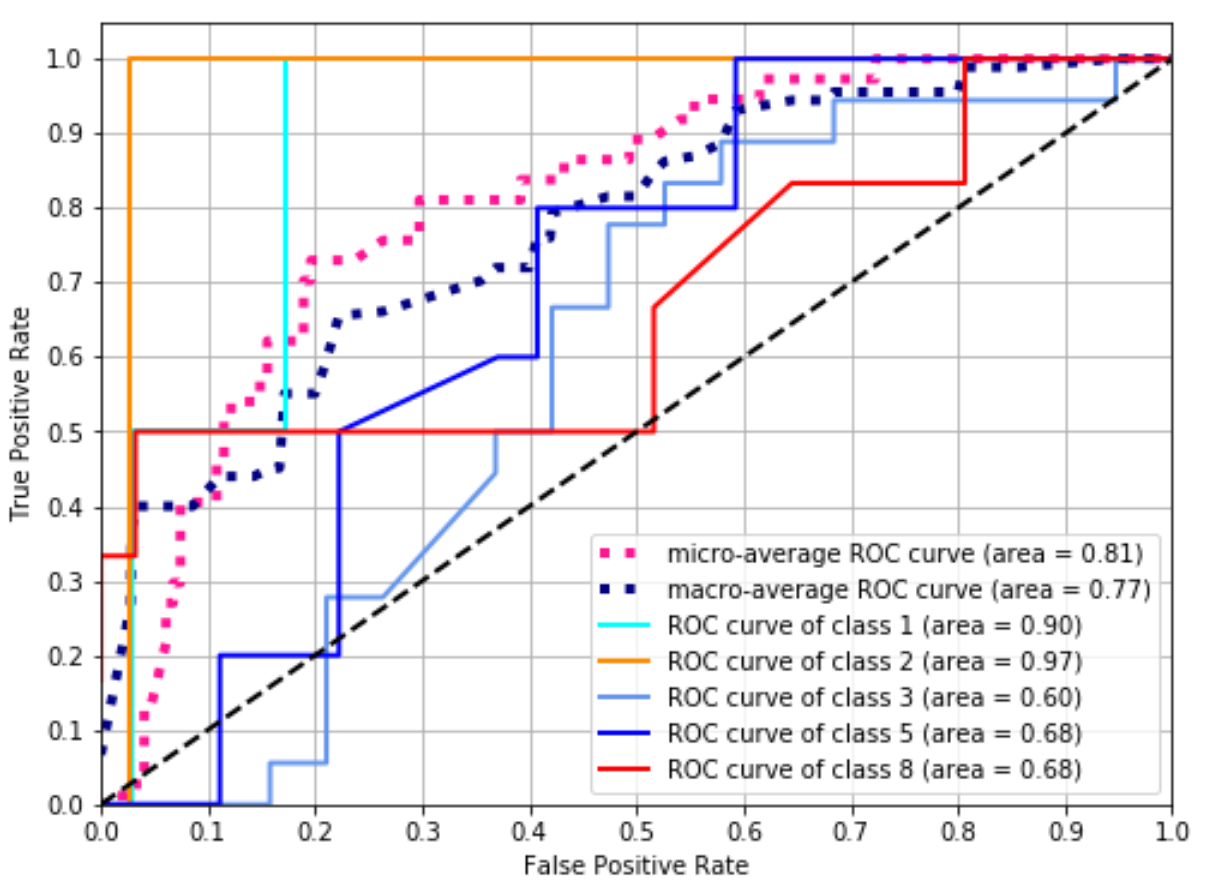 1.0
0.9
0.8
0.7
0.6
0.5
0.4
0.3
0.2
0.1
0.0
True Positive Rate
micro-average ROC curve (area = 0.81)
macro-average ROC curve (area = 0.77)
ROC curve of class 1 (area = 0.90)
ROC curve of class 2 (area = 0.97)
ROC curve of class 3 (area = 0.60)
ROC curve of class 5 (area = 0.68)
ROC curve of class 8 (area = 0.68)
0.0 0.1 0.2 0.3 0.4 0.5 0.6 0.7 0.8 0.9 1.0
False Positive Rate